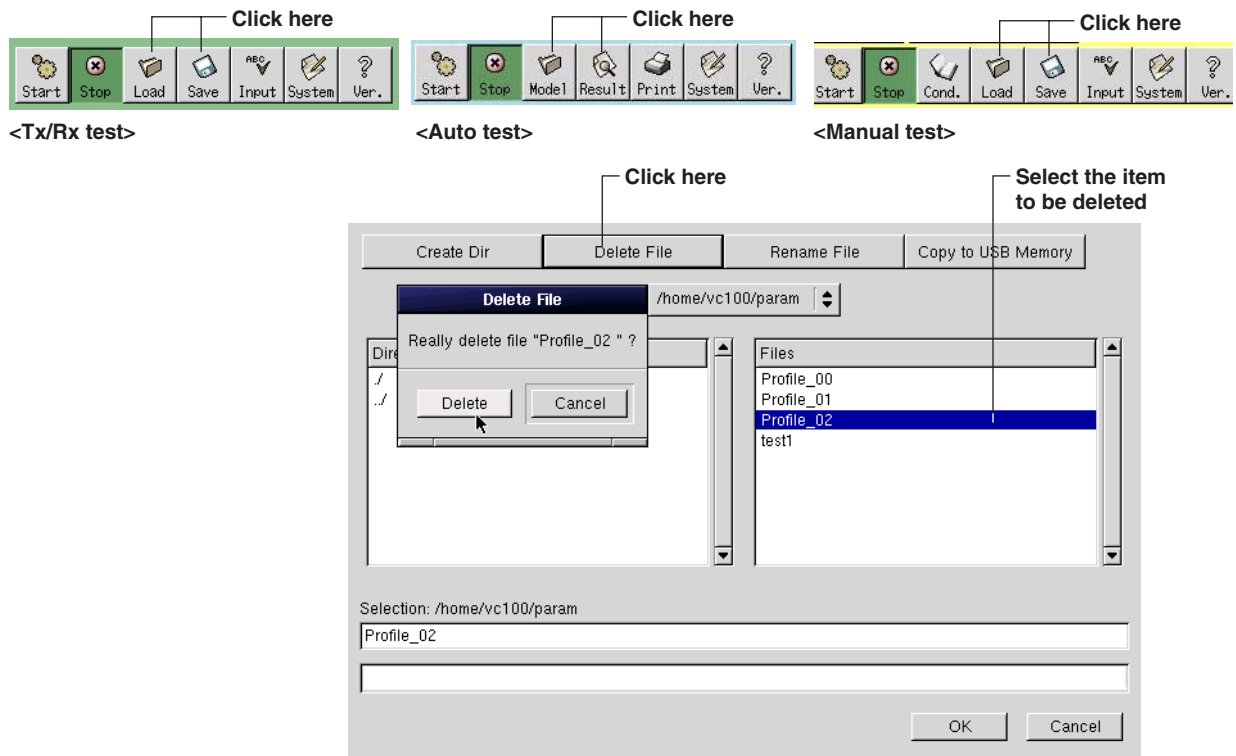 Click here
Click here
Click here
Start Stop Load Save ABC Input System ? Ver.
Start Stop Model Result Print System ? Ver.
Start Stop Cond. Load Save ABC Input System ? Ver.
<Tx/Rx test>
<Auto test>
<Manual test>
Click here
Select the item
to be deleted
Create Dir Delete File Rename File Copy to USB Memory
Delete File
/home/vc100/param
Really delete file "Profile_02 " ?
Delete Cancel
Dire
./
../
Files
Profile_00
Profile_01
Profile_02
test1
Selection: /home/vc100/param
Profile_02
OK Cancel